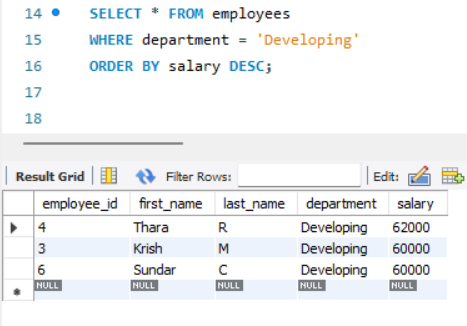 14 SELECT * FROM employees
15 WHERE department = 'Developing'
16 ORDER BY salary DESC;
17
18
Result Grid Filter Rows: Edit:
employee_id first_name last_name department salary
4 Thara R Developing 62000
3 Krish M Developing 60000
6 Sundar C Developing 60000
NULL NULL NULL NULL NULL